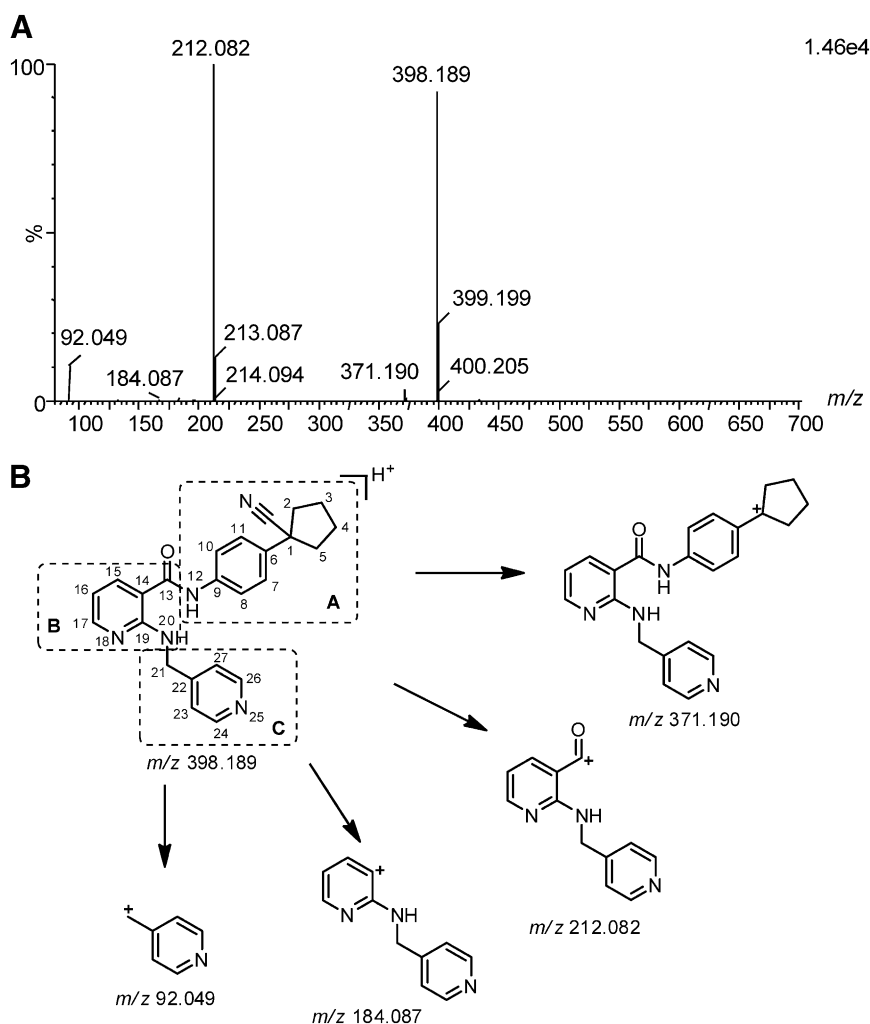 A
1.46e4
212.082
398.189
100
%
0
399.199
213.087
92.049
371.190
400.205
184.087
214.094
100 150 200 250 300 350 400 450 500 550 600 650 700
m/z
B
H+
N
2
3
4
5
1
11
10
6
7
8
9
O
12
N
H
13
A
15
14
16
B
17
N
18
19
20
NH
21
22
27
26
N
25
23
24
C
m/z 398.189
+
O
N
H
N
NH
N
m/z 371.190
O
+
N
NH
N
m/z 212.082
+
N
NH
N
m/z 184.087
+
N
m/z 92.049